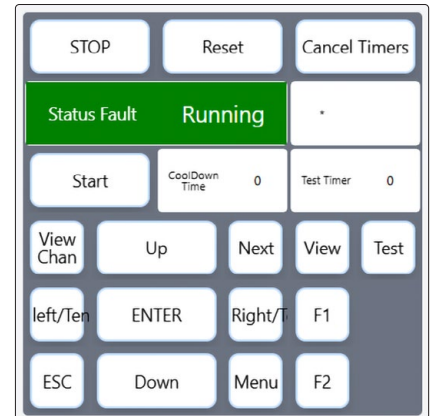 STOP
Reset
Cancel Timers
Status Fault
Running
*
Start
CoolDown
Time
0
Test Timer
0
View
Chan
Up
Next
View
Test
left/Ten
ENTER
Right/T
F1
ESC
Down
Menu
F2